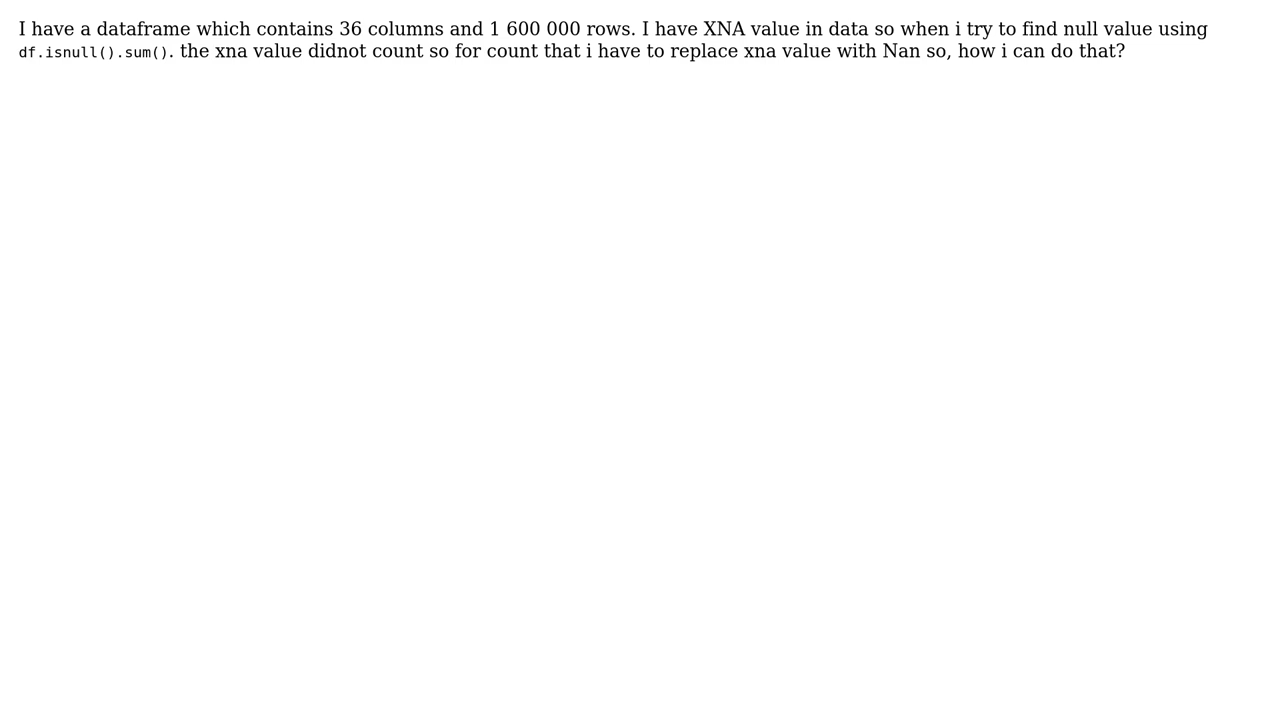 I have a dataframe which contains 36 columns and 1 600 000 rows. I have XNA value in data so when i try to find null value using
df.isnull().sum(). the xna value didnot count so for count that i have to replace xna value with Nan so, how i can do that?